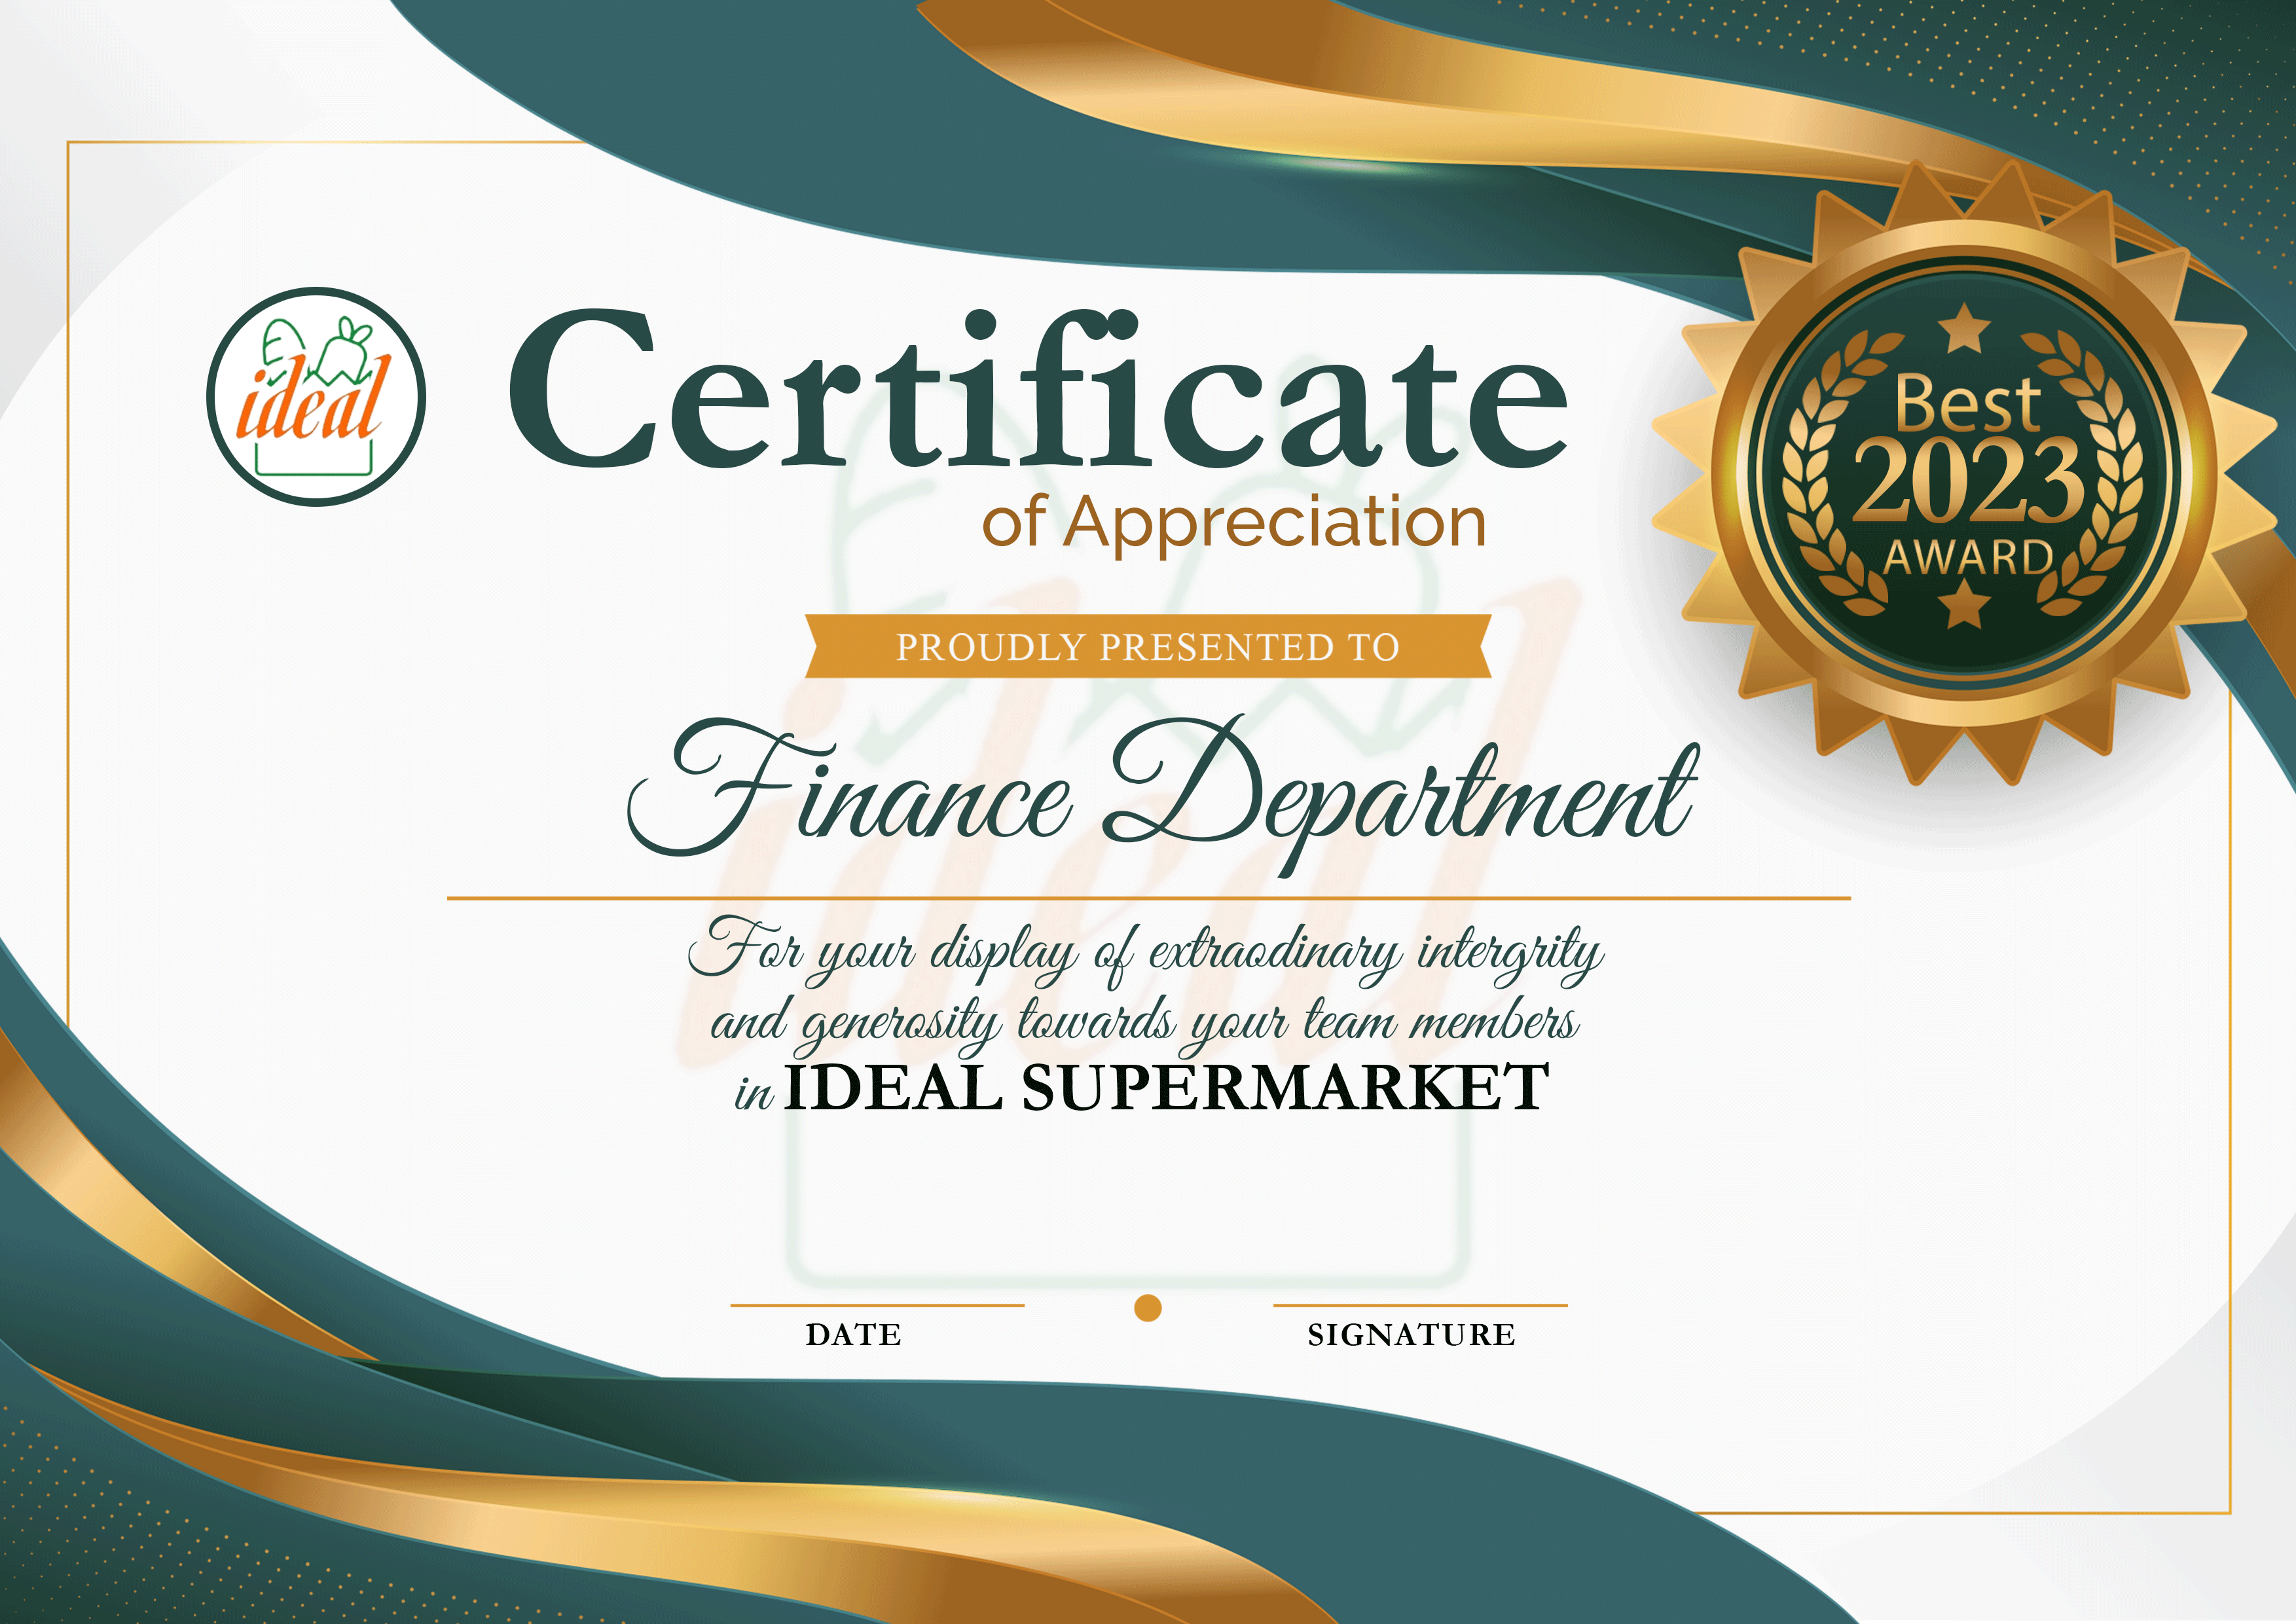 ideal
Certificate
of Appreciation
Best
2023
AWARD
PROUDLY PRESENTED TO
Finance Department
For your display of extraodinary intergrity
and generosity towards your team members
in IDEAL SUPERMARKET
ideal
DATE
SIGNATURE